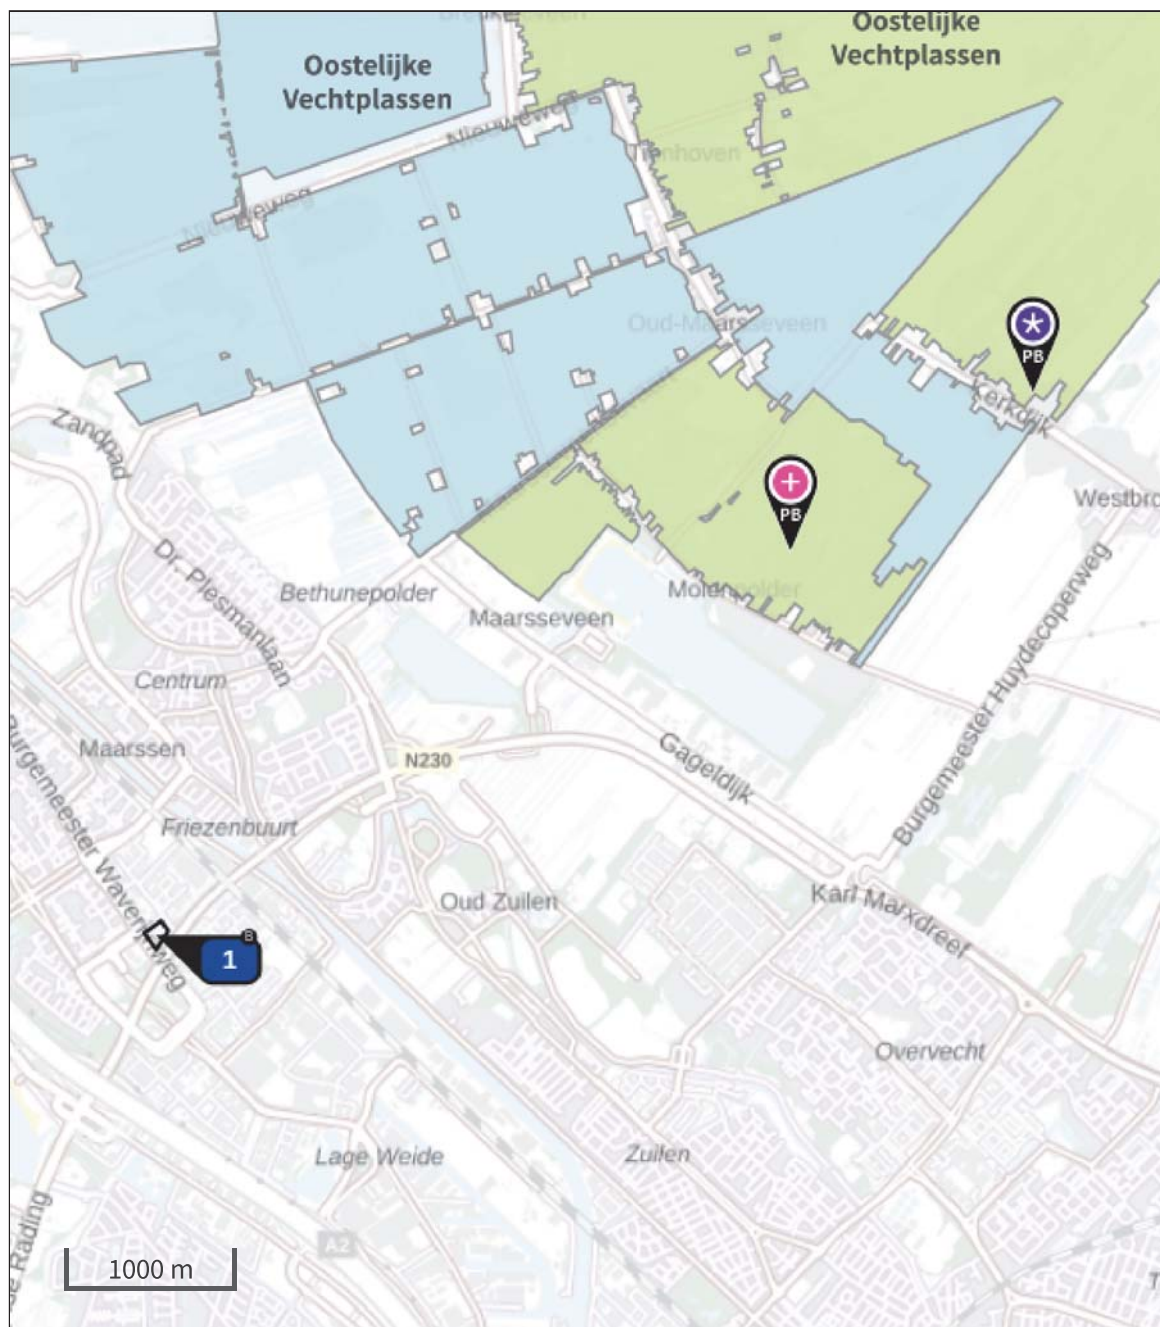 Breukeleveen
Oostelijke
Vechtplassen
Oostelijke
Vechtplassen
Nieuweweg
Tienhoven
Nieuweweg
Oud-Maarsseveen
PB
Kerkdijk
Zandpad
PB
Westbro
Dr. Plesmanlaan
Bethunepolder
Molenpolder
Maarsseveen
Centrum
Burgemeester Huydecoperweg
Maarssen
N230
Gageldijk
Friezenbuurt
Burgemeester Waverijnweg
Oud Zuilen
Karl Marxdreef
B
1
Overvecht
Lage Weide
Zuilen
se Rading
A2
1000 m
T